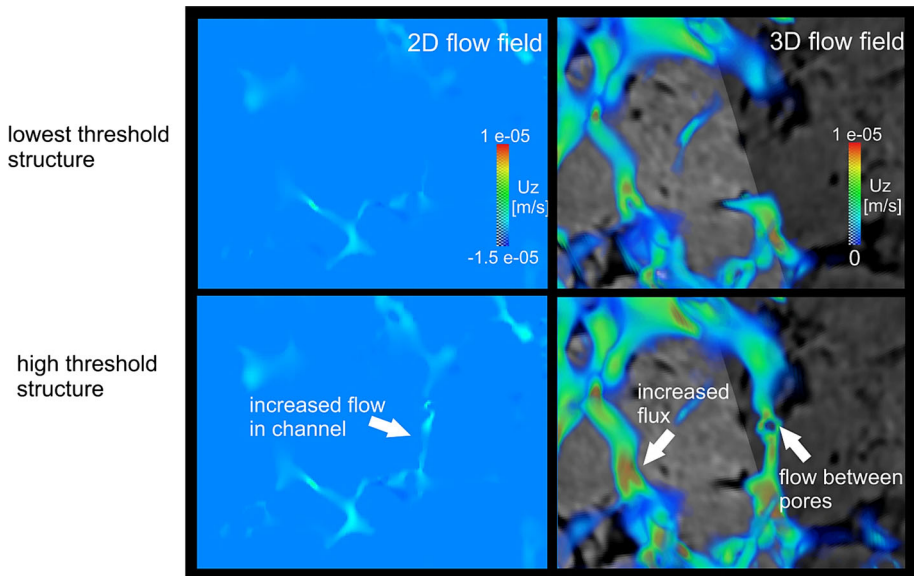 2D flow field
3D flow field
lowest threshold
structure
1 e-05
Uz
[m/s]
-1.5 e-05
1 e-05
Uz
[m/s]
0
high threshold
structure
increased flow
in channel
increased
flux
flow between
pores